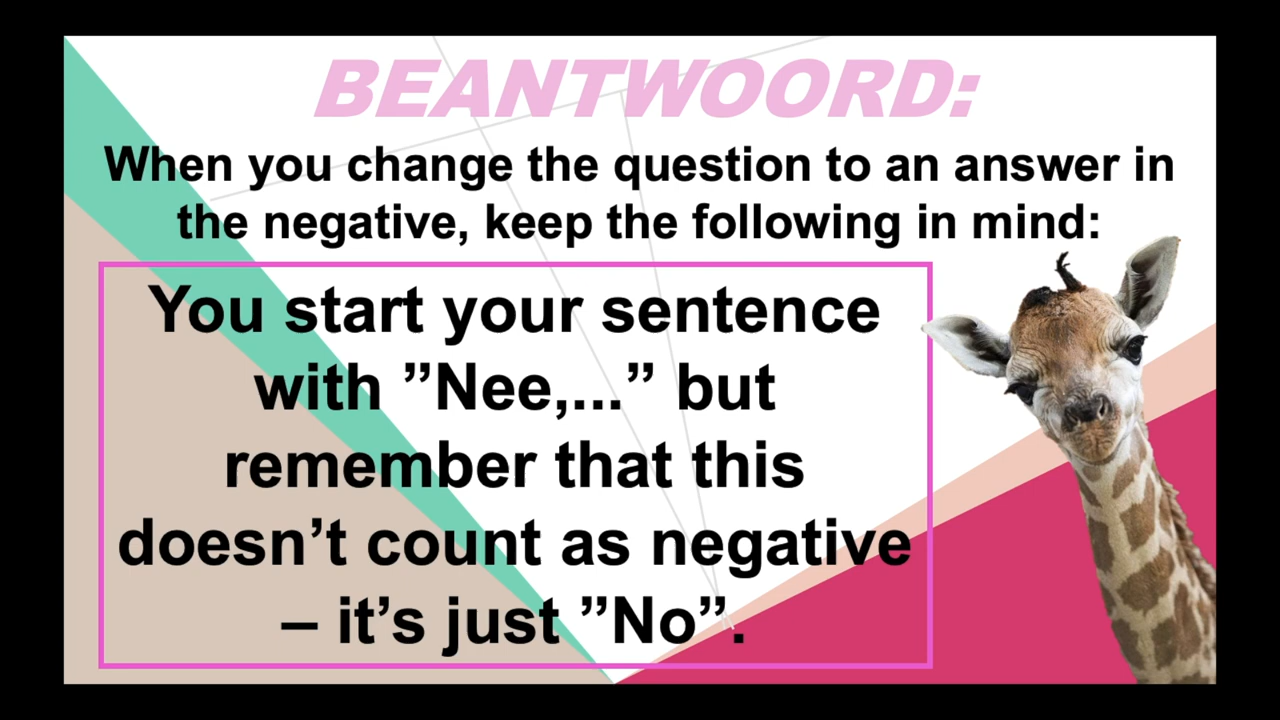 BEANTWOORD:
When you change the question to an answer in
the negative, keep the following in mind:
You start your sentence
with ”Nee,...” but
remember that this
doesn’t count as negative
– it’s just ”No”.